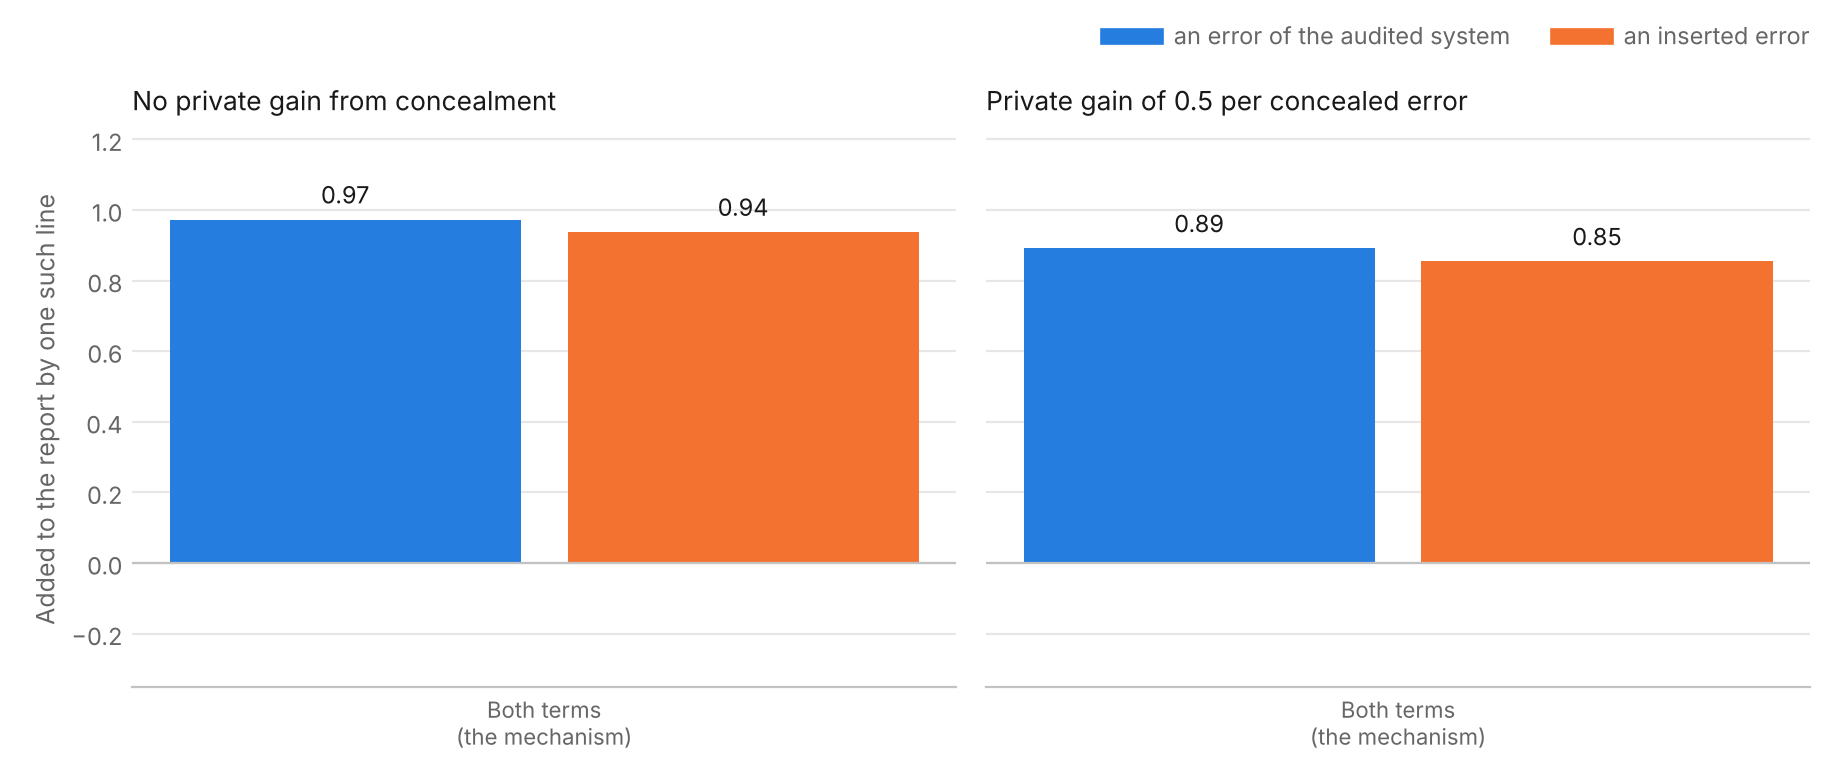 an error of the audited system
an inserted error
No private gain from concealment
Private gain of 0.5 per concealed error
Added to the report by one such line
1.2
1.0
0.8
0.6
0.4
0.2
0.0
−0.2
0.97
0.94
0.89
0.85
Both terms
(the mechanism)
Both terms
(the mechanism)